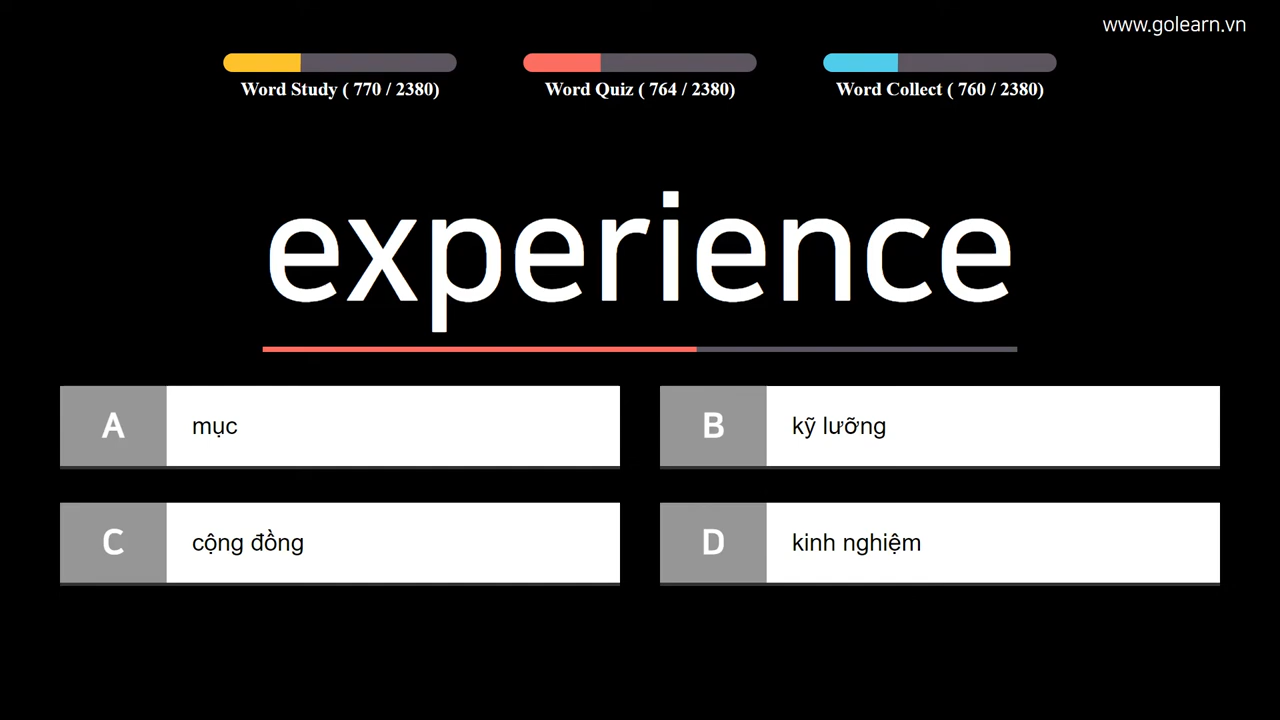 www.golearn.vn
Word Study ( 770 / 2380)
Word Quiz ( 764 / 2380)
Word Collect ( 760 / 2380)
experience
A
mục
B
kỹ lưỡng
C
cộng đồng
D
kinh nghiệm